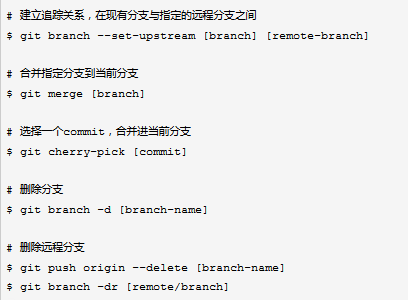 # 建立追踪关系，在现有分支与指定的远程分支之间
$ git branch --set-upstream [branch] [remote-branch]
# 合并指定分支到当前分支
$ git merge [branch]
# 选择一个commit，合并进当前分支
$ git cherry-pick [commit]
# 删除分支
$ git branch -d [branch-name]
# 删除远程分支
$ git push origin --delete [branch-name]
$ git branch -dr [remote/branch]